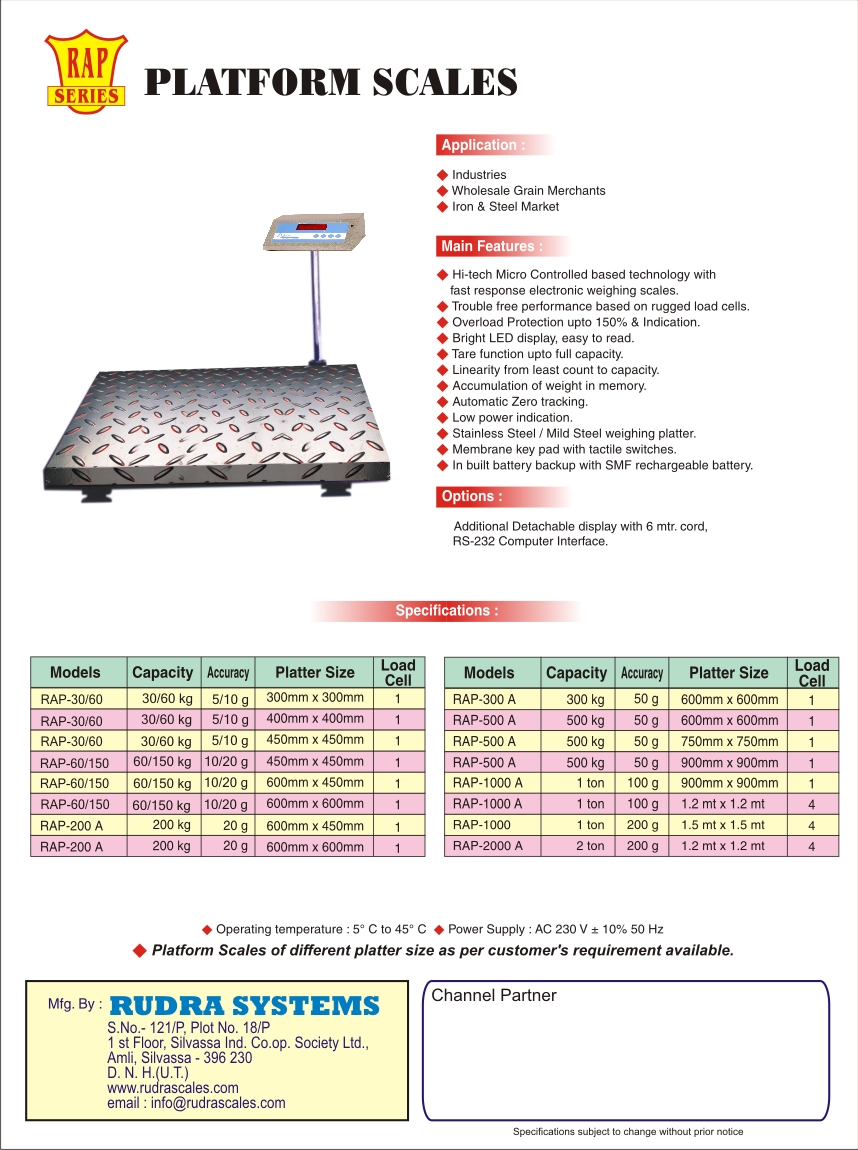 RAP
SERIES
PLATFORM SCALES
Application :
Industries
Wholesale Grain Merchants
Iron & Steel Market
Main Features :
Hi-tech Micro Controlled based technology with
fast response electronic weighing scales.
Trouble free performance based on rugged load cells.
Overload Protection upto 150% & Indication.
Bright LED display, easy to read.
Tare function upto full capacity.
Linearity from least count to capacity.
Accumulation of weight in memory.
Automatic Zero tracking.
Low power indication.
Stainless Steel / Mild Steel weighing platter.
Membrane key pad with tactile switches.
In built battery backup with SMF rechargeable battery.
Options :
Additional Detachable display with 6 mtr. cord,
RS-232 Computer Interface.
Specifications :
Models Capacity Accuracy Platter Size Load Cell
RAP-30/60 30/60 kg 5/10 g 300mm x 300mm 1
RAP-30/60 30/60 kg 5/10 g 400mm x 400mm 1
RAP-30/60 30/60 kg 5/10 g 450mm x 450mm 1
RAP-60/150 60/150 kg 10/20 g 450mm x 450mm 1
RAP-60/150 60/150 kg 10/20 g 600mm x 450mm 1
RAP-60/150 60/150 kg 10/20 g 600mm x 600mm 1
RAP-200 A 200 kg 20 g 600mm x 450mm 1
RAP-200 A 200 kg 20 g 600mm x 600mm 1
Models Capacity Accuracy Platter Size Load Cell
RAP-300 A 300 kg 50 g 600mm x 600mm 1
RAP-500 A 500 kg 50 g 600mm x 600mm 1
RAP-500 A 500 kg 50 g 750mm x 750mm 1
RAP-500 A 500 kg 50 g 900mm x 900mm 1
RAP-1000 A 1 ton 100 g 900mm x 900mm 1
RAP-1000 A 1 ton 100 g 1.2 mt x 1.2 mt 4
RAP-1000 1 ton 200 g 1.5 mt x 1.5 mt 4
RAP-2000 A 2 ton 200 g 1.2 mt x 1.2 mt 4
Operating temperature : 5° C to 45° C Power Supply : AC 230 V ± 10% 50 Hz
Platform Scales of different platter size as per customer's requirement available.
Mfg. By : RUDRA SYSTEMS
S.No.- 121/P, Plot No. 18/P
1 st Floor, Silvassa Ind. Co.op. Society Ltd.,
Amli, Silvassa - 396 230
D. N. H.(U.T.)
www.rudrascales.com
email : info@rudrascales.com
Channel Partner
Specifications subject to change without prior notice